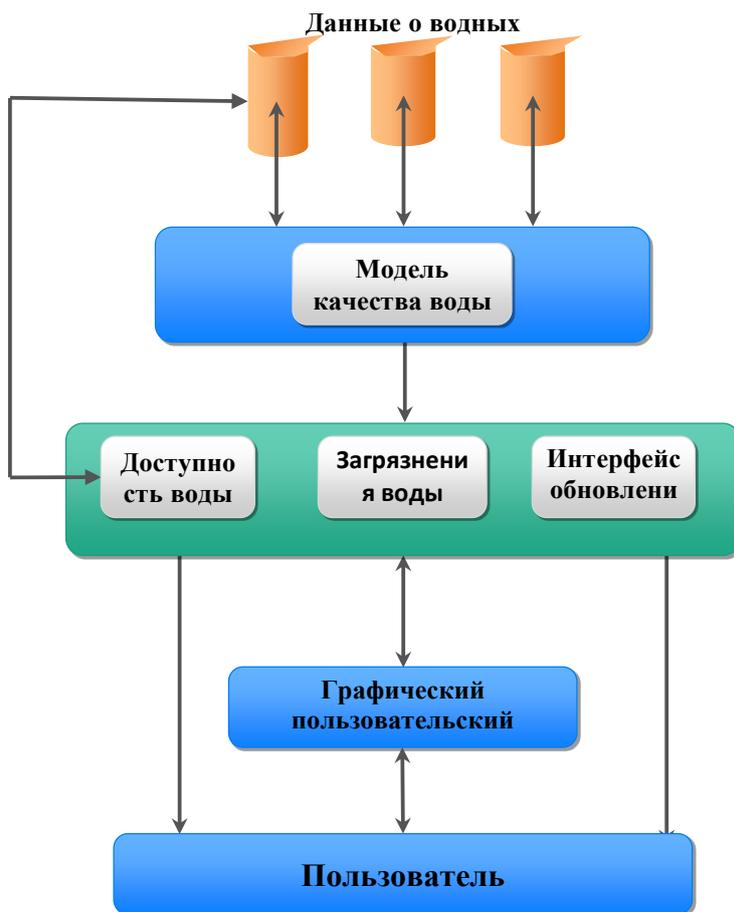 Данные о водных
Модель
качества воды
Доступно
сть воды
Загрязнени
я воды
Интерфейс
обновлени
Графический
пользовательский
Пользователь